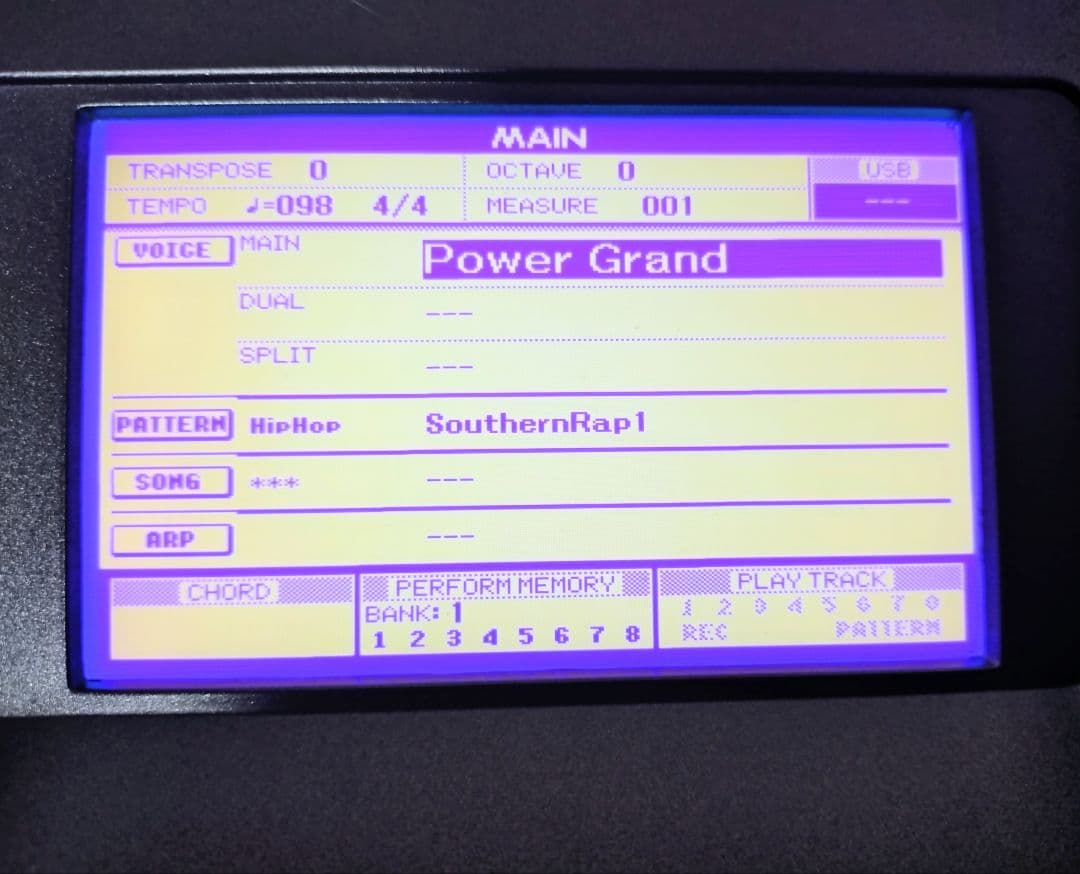 MAIN
TRANSPOSE 0 OCTAVE 0 USB
TEMPO ♩=098 4/4 MEASURE 001 ---
VOICE MAIN Power Grand
DUAL ---
SPLIT ---
PATTERN HipHop SouthernRap1
SONG *** ---
ARP ---
CHORD PERFORM MEMORY PLAY TRACK
BANK: 1 1 2 3 4 5 6 7 8
1 2 3 4 5 6 7 8 REC PATTERN